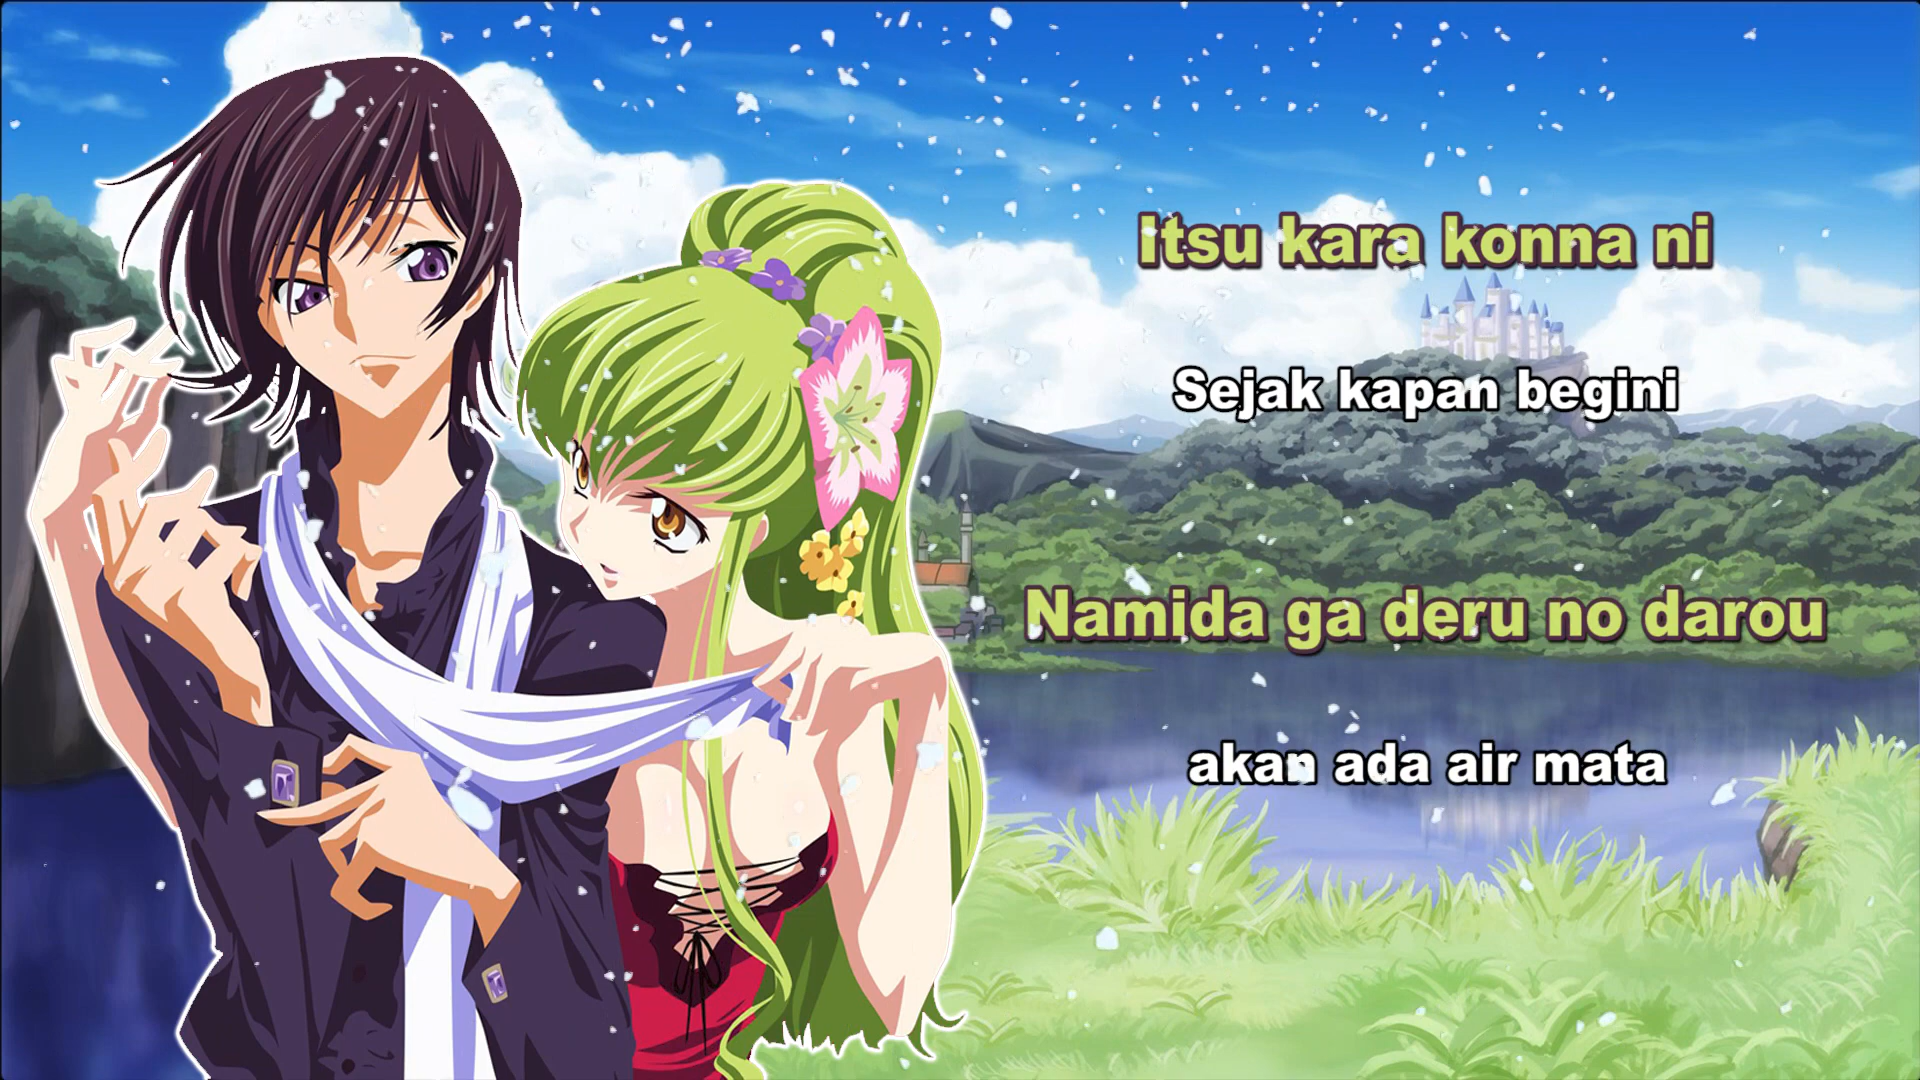 Itsu kara konna ni
Sejak kapan begini
Namida ga deru no darou
akan ada air mata